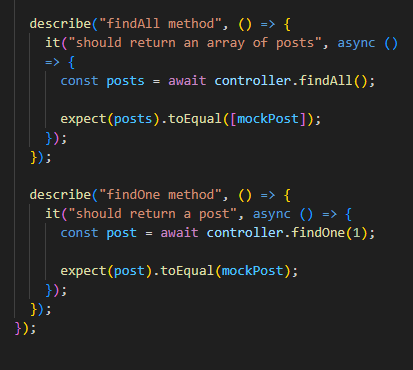 describe("findAll method", () => {
it("should return an array of posts", async ()
=> {
const posts = await controller.findAll();
expect(posts).toEqual([mockPost]);
});
});
describe("findOne method", () => {
it("should return a post", async () => {
const post = await controller.findOne(1);
expect(post).toEqual(mockPost);
});
});
});